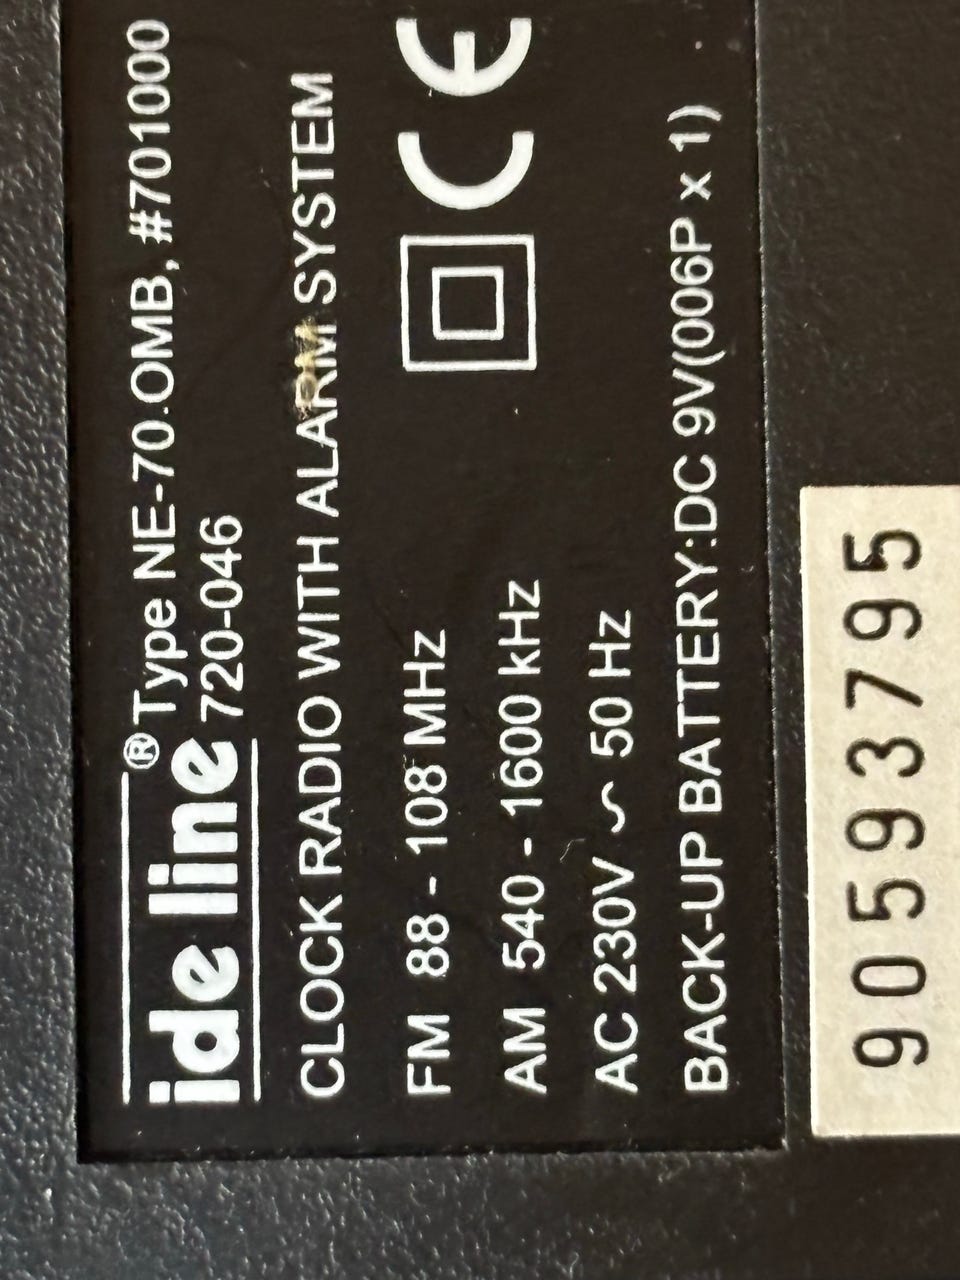 ide line® Type NE-70.OMB, #701000
720-046
CLOCK RADIO WITH ALARM SYSTEM
FM 88 - 108 MHz
AM 540 - 1600 kHz
AC 230V ~ 50 Hz
CE
BACK-UP BATTERY:DC 9V(006P x 1)
90593795